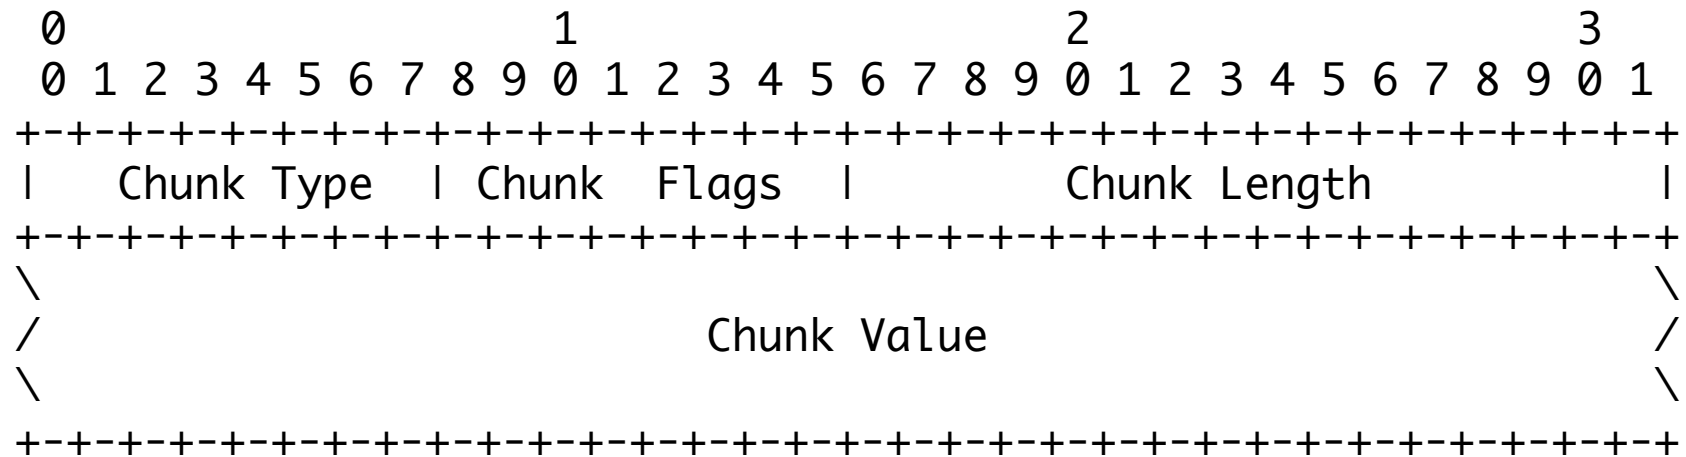 0                   1                   2                   3
 0 1 2 3 4 5 6 7 8 9 0 1 2 3 4 5 6 7 8 9 0 1 2 3 4 5 6 7 8 9 0 1
+-+-+-+-+-+-+-+-+-+-+-+-+-+-+-+-+-+-+-+-+-+-+-+-+-+-+-+-+-+-+-+-+
|   Chunk Type  | Chunk  Flags  |        Chunk Length           |
+-+-+-+-+-+-+-+-+-+-+-+-+-+-+-+-+-+-+-+-+-+-+-+-+-+-+-+-+-+-+-+-+
\                                                               \
/                          Chunk Value                          /
\                                                               \
+-+-+-+-+-+-+-+-+-+-+-+-+-+-+-+-+-+-+-+-+-+-+-+-+-+-+-+-+-+-+-+-+